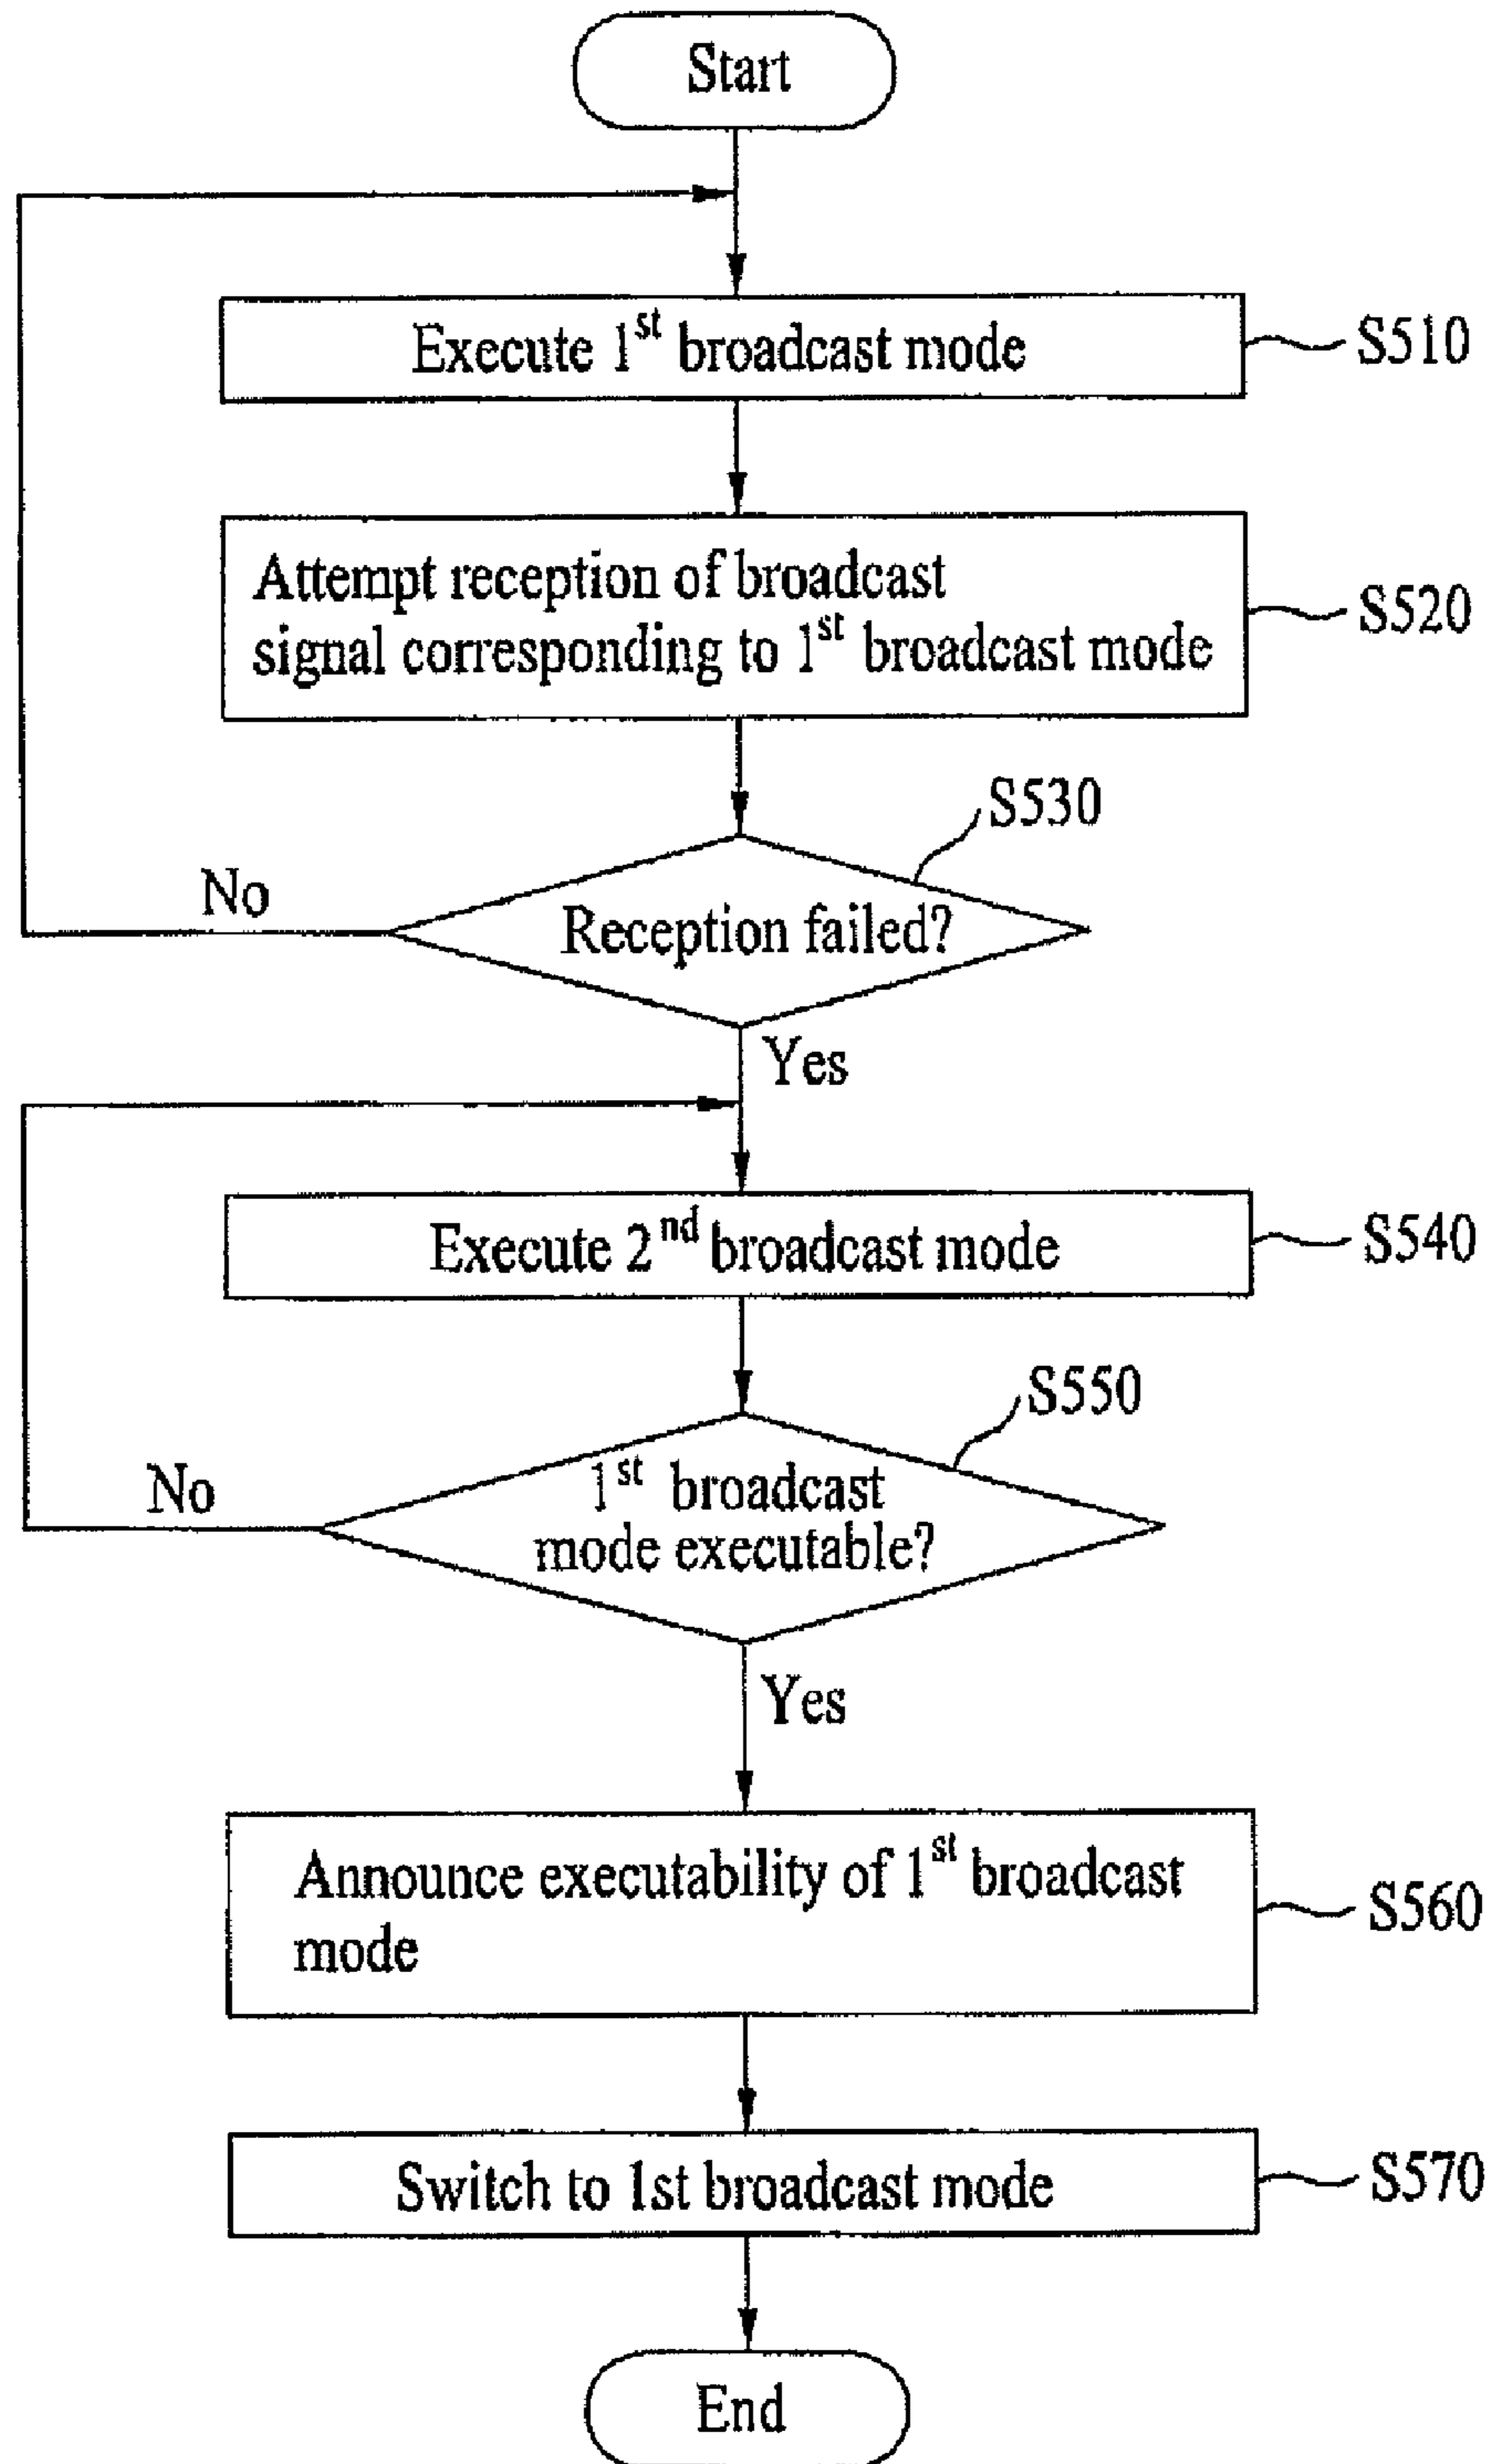 Start
Execute 1st broadcast mode
S510
Attempt reception of broadcast
signal corresponding to 1st broadcast mode
S520
S530
Reception failed?
No
Yes
Execute 2nd broadcast mode
S540
S550
1st broadcast
mode executable?
No
Yes
Announce executability of 1st broadcast
mode
S560
Switch to 1st broadcast mode
S570
End